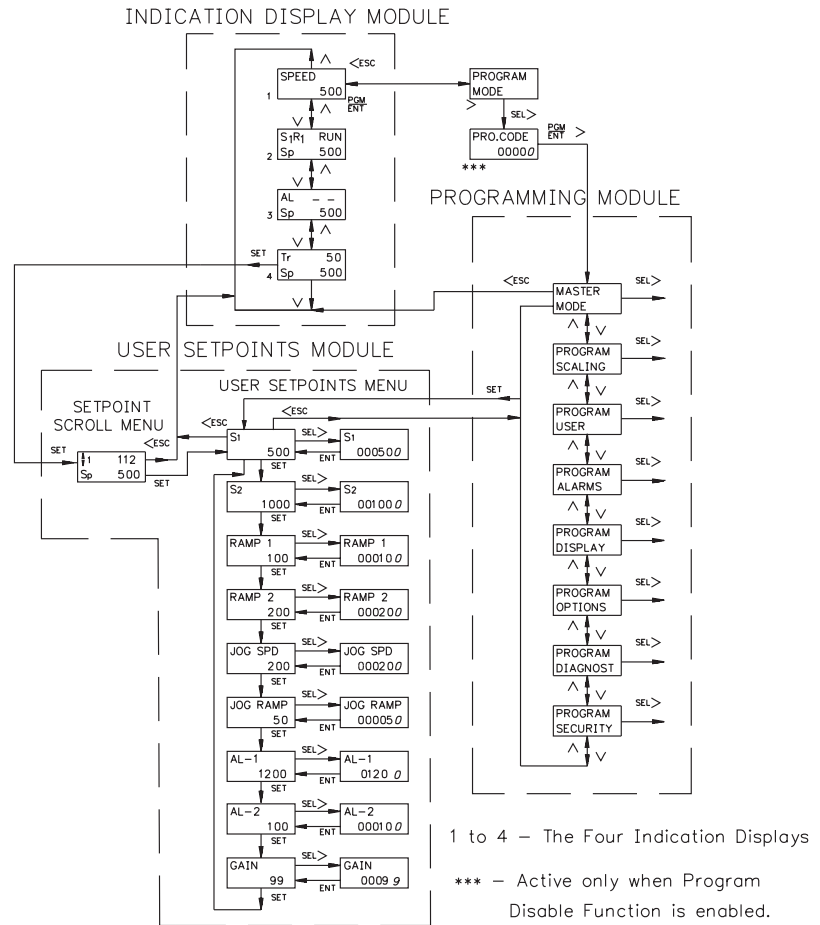 INDICATION DISPLAY MODULE
<ESC
SPEED
1 500
PGM
ENT
S1R1 RUN
2 Sp 500
AL - -
3 Sp 500
SET
Tr 50
4 Sp 500
PROGRAM
MODE
SEL>
PRO.CODE
00000
***
PGM
ENT >
PROGRAMMING MODULE
<ESC
MASTER
MODE
SEL>
PROGRAM
SCALING
SEL>
PROGRAM
USER
SEL>
PROGRAM
ALARMS
SEL>
PROGRAM
DISPLAY
SEL>
PROGRAM
OPTIONS
SEL>
PROGRAM
DIAGNOST
SEL>
PROGRAM
SECURITY
SEL>
USER SETPOINTS MODULE
USER SETPOINTS MENU
SET
<ESC
SETPOINT
SCROLL MENU
SET
<ESC
1 112
Sp 500
SET
<ESC
S1
500
SEL>
ENT
S1
000500
SET
S2
1000
SEL>
ENT
S2
001000
SET
RAMP 1
100
SEL>
ENT
RAMP 1
000100
SET
RAMP 2
200
SEL>
ENT
RAMP 2
000200
SET
JOG SPD
200
SEL>
ENT
JOG SPD
000200
SET
JOG RAMP
50
SEL>
ENT
JOG RAMP
000050
SET
AL-1
1200
SEL>
ENT
AL-1
0120 0
SET
AL-2
100
SEL>
ENT
AL-2
000100
SET
GAIN
99
SEL>
ENT
GAIN
0009 9
SET
1 to 4 – The Four Indication Displays
*** – Active only when Program
Disable Function is enabled.